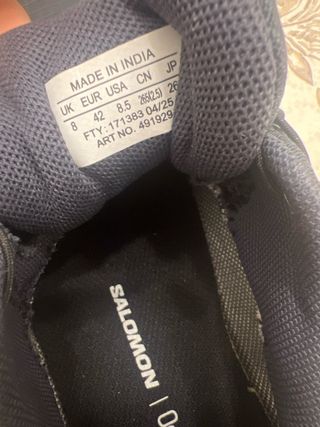 MADE IN INDIA
UK EUR USA CN JP
8 42 8.5 265(2.5) 26
FTY: 171383 04/25
ART NO. 491929
SALOMON |